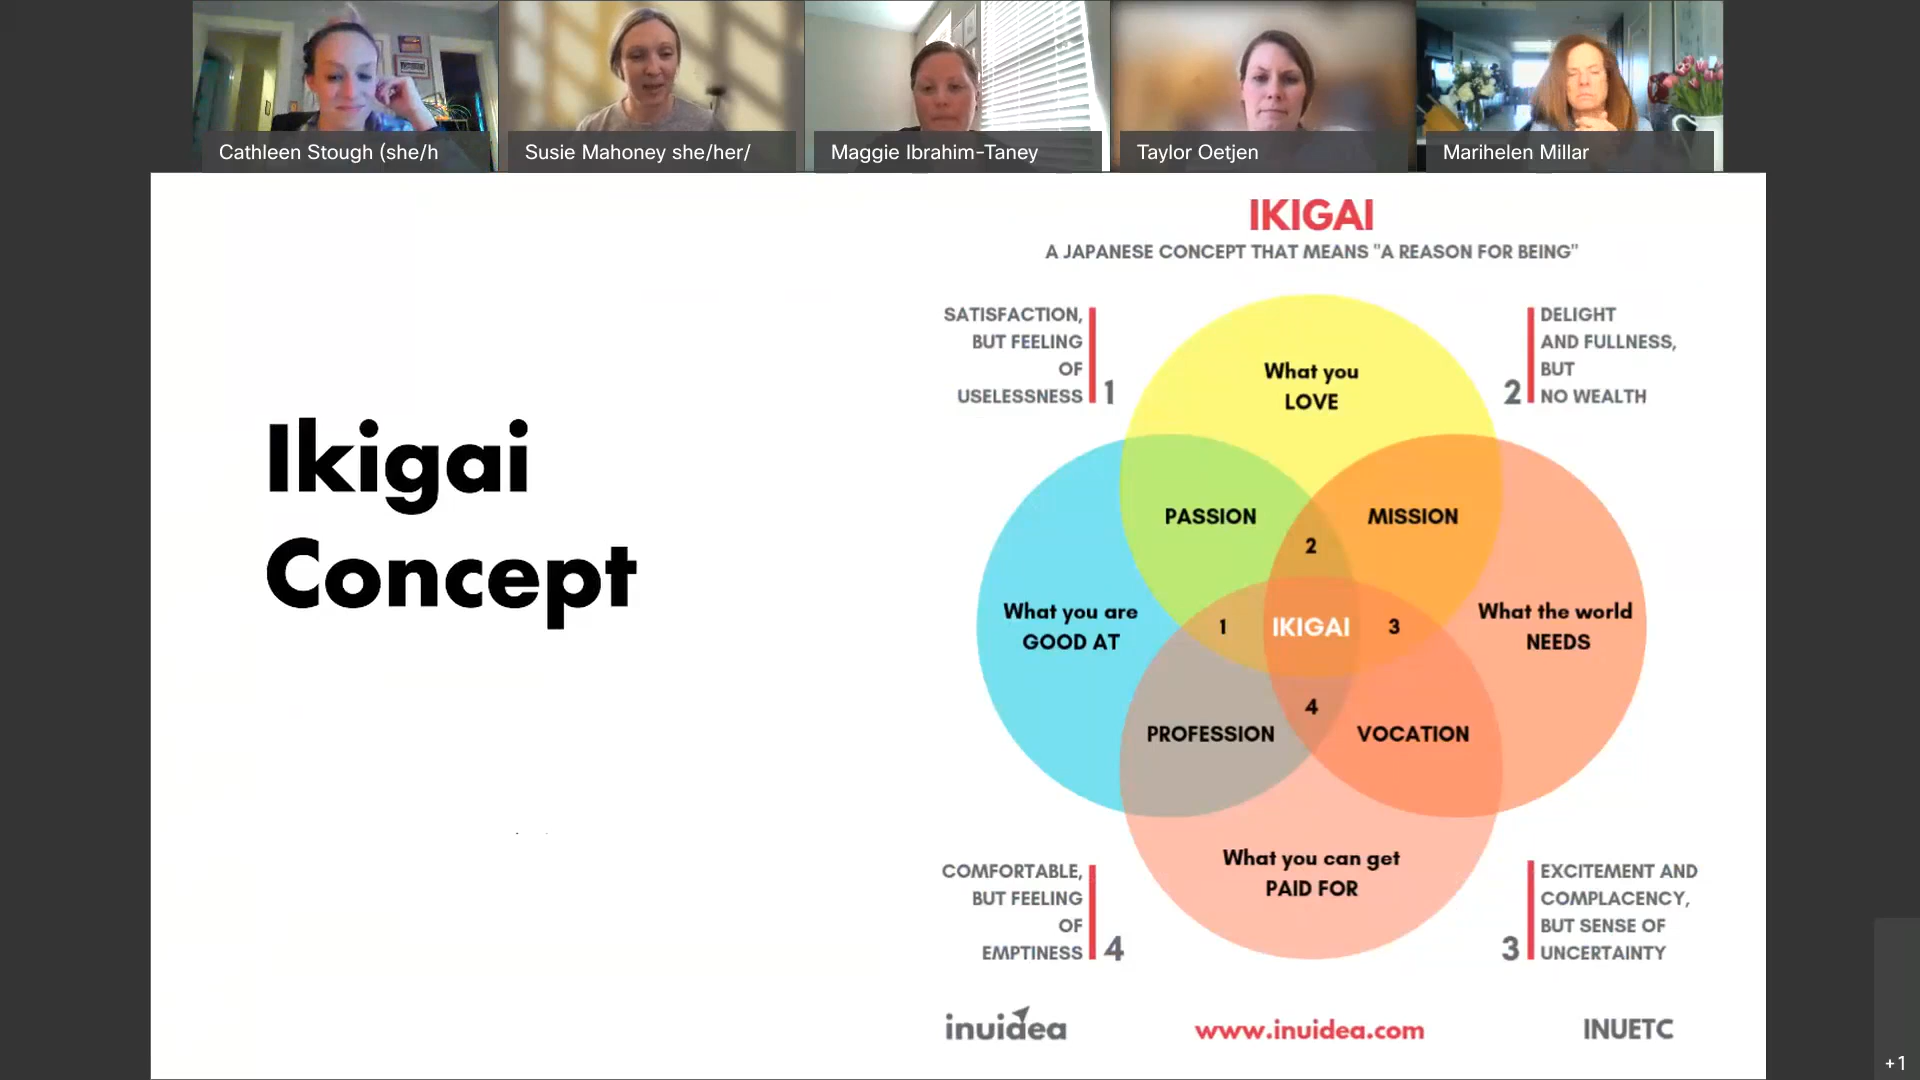 Cathleen Stough (she/h
Susie Mahoney she/her/
Maggie Ibrahim-Taney
Taylor Oetjen
Marihelen Millar
Ikigai
Concept
IKIGAI
A JAPANESE CONCEPT THAT MEANS "A REASON FOR BEING"
SATISFACTION,
BUT FEELING
OF
USELESSNESS
1
DELIGHT
AND FULLNESS,
BUT
NO WEALTH
2
What you
LOVE
PASSION
MISSION
2
What you are
GOOD AT
1
IKIGAI
3
What the world
NEEDS
4
PROFESSION
VOCATION
What you can get
PAID FOR
COMFORTABLE,
BUT FEELING
OF
EMPTINESS
4
EXCITEMENT AND
COMPLACENCY,
BUT SENSE OF
UNCERTAINTY
3
inuidea
www.inuidea.com
INUETC
+1